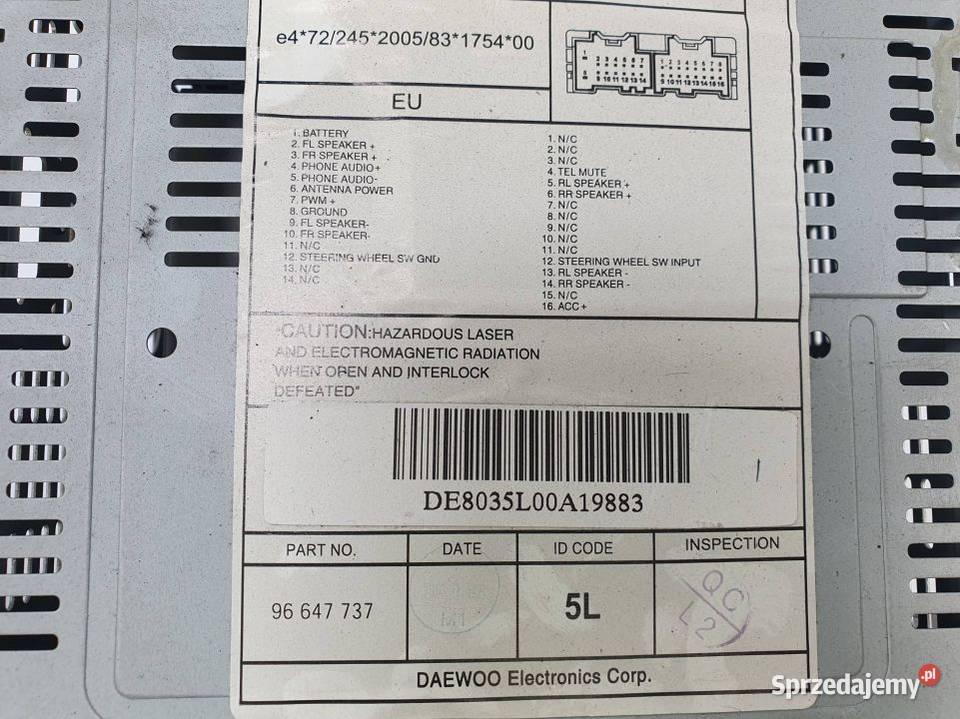 e4*72/245*2005/83*1754*00
EU
1. BATTERY
2. FL SPEAKER +
3. FR SPEAKER +
4. PHONE AUDIO+
5. PHONE AUDIO-
6. ANTENNA POWER
7. PWM +
8. GROUND
9. FL SPEAKER-
10. FR SPEAKER-
11. N/C
12. STEERING WHEEL SW GND
13. N/C
14. N/C
1. N/C
2. N/C
3. N/C
4. TEL MUTE
5. RL SPEAKER +
6. RR SPEAKER +
7. N/C
8. N/C
9. N/C
10. N/C
11. N/C
12. STEERING WHEEL SW INPUT
13. RL SPEAKER -
14. RR SPEAKER -
15. N/C
16. ACC +
"CAUTION:HAZARDOUS LASER
AND ELECTROMAGNETIC RADIATION
WHEN OPEN AND INTERLOCK
DEFEATED"
DE8035L00A19883
PART NO. DATE ID CODE INSPECTION
96 647 737 5L QC L2
DAEWOO Electronics Corp.
Sprzedajemy.pl